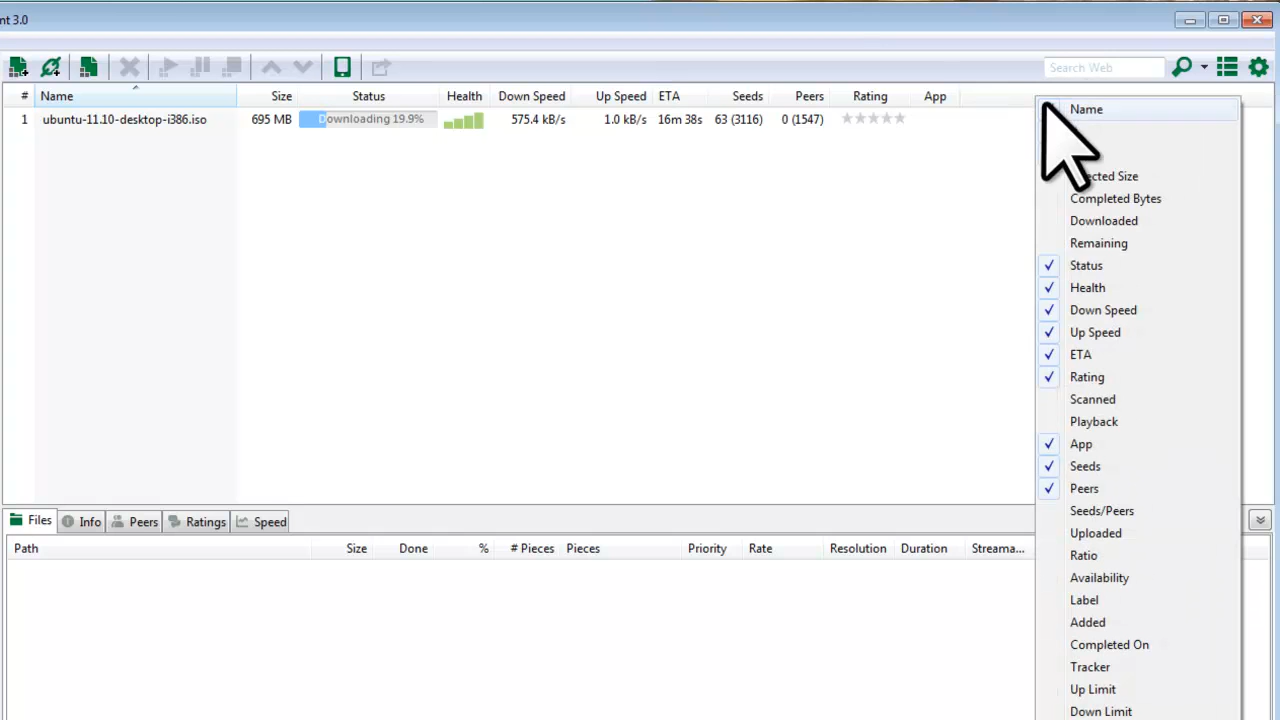 nt 3.0
Search Web
# Name Size Status Health Down Speed Up Speed ETA Seeds Peers Rating App
1 ubuntu-11.10-desktop-i386.iso 695 MB Downloading 19.9% 575.4 kB/s 1.0 kB/s 16m 38s 63 (3116) 0 (1547)
Name
ected Size
Completed Bytes
Downloaded
Remaining
Status
Health
Down Speed
Up Speed
ETA
Rating
Scanned
Playback
App
Seeds
Peers
Seeds/Peers
Uploaded
Ratio
Availability
Label
Added
Completed On
Tracker
Up Limit
Down Limit
Files Info Peers Ratings Speed
Path Size Done % # Pieces Pieces Priority Rate Resolution Duration Streama...